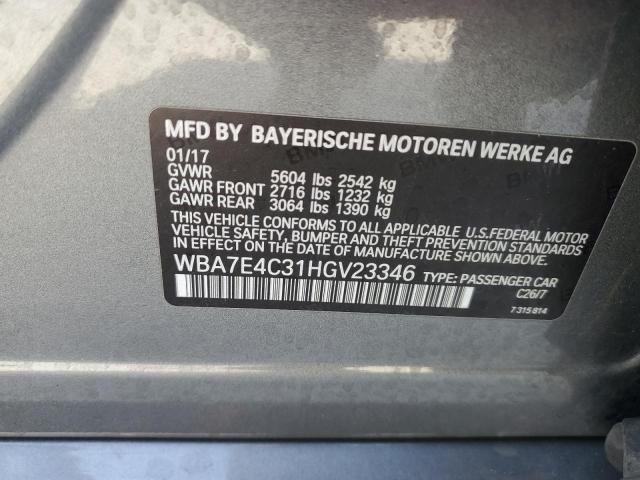 MFD BY BAYERISCHE MOTOREN WERKE AG
01/17
GVWR 5604 lbs 2542 kg
GAWR FRONT 2716 lbs 1232 kg
GAWR REAR 3064 lbs 1390 kg
THIS VEHICLE CONFORMS TO ALL APPLICABLE U.S.FEDERAL MOTOR
VEHICLE SAFETY, BUMPER AND THEFT PREVENTION STANDARDS
IN EFFECT ON THE DATE OF MANUFACTURE SHOWN ABOVE.
WBA7E4C31HGV23346 TYPE: PASSENGER CAR
C26/7
7 315 814